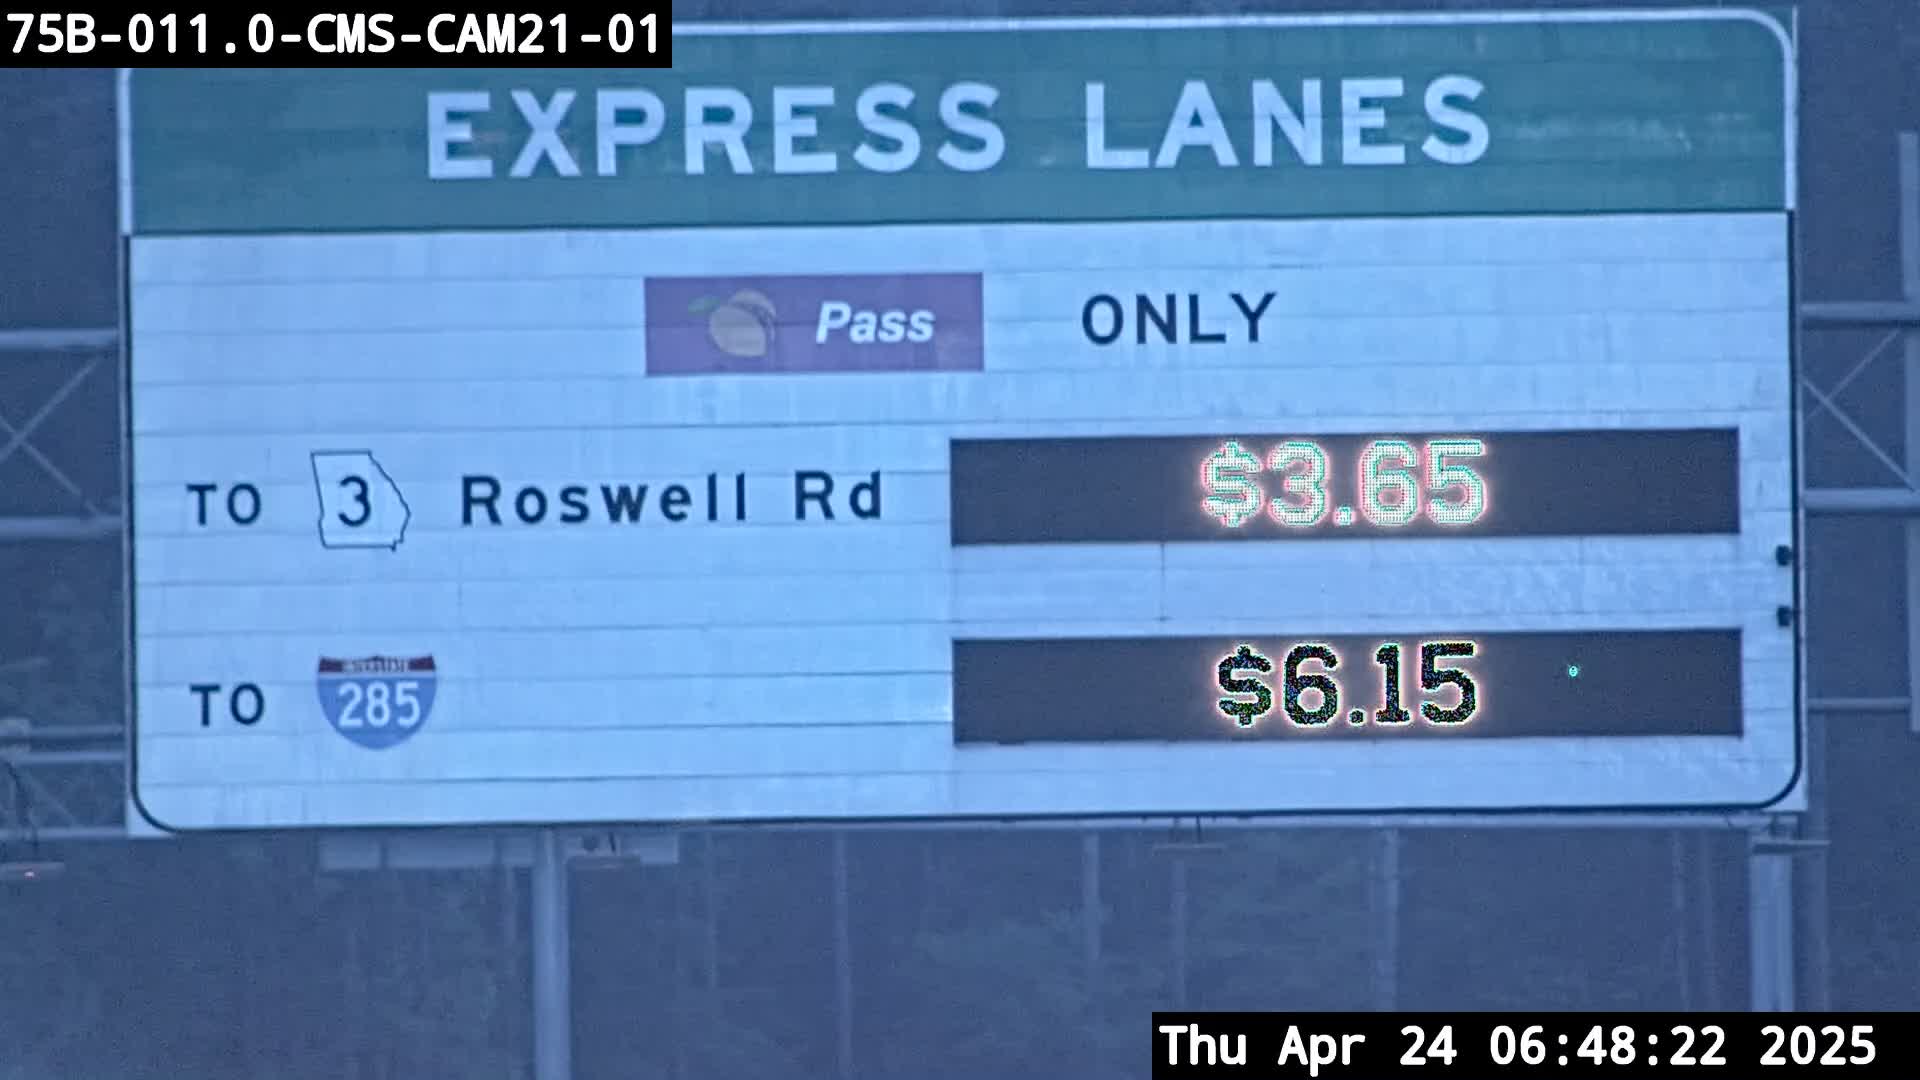 75B-011.0-CMS-CAM21-01
EXPRESS LANES
Pass ONLY
TO 3 Roswell Rd $3.65
TO 285 $6.15
Thu Apr 24 06:48:22 2025